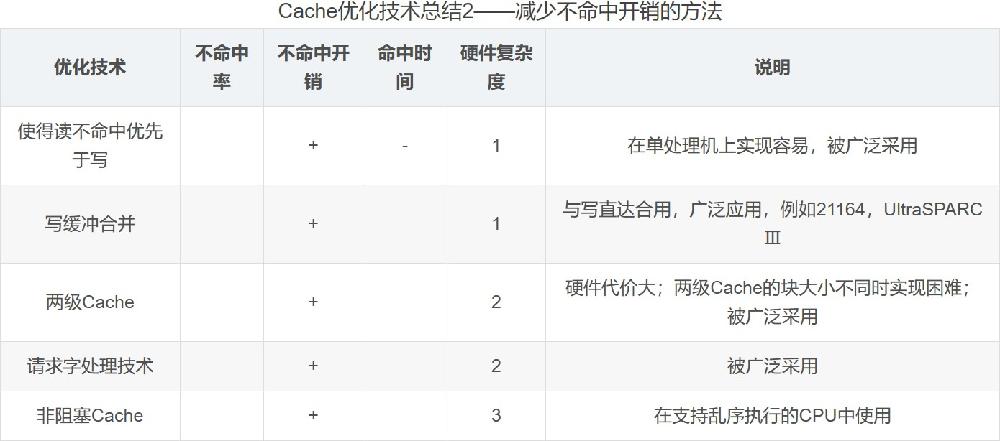 Cache优化技术总结2——减少不命中开销的方法
优化技术
不命中
率
不命中开
销
命中时
间
硬件复杂
度
说明
使得读不命中优先
于写
+
-
1
在单处理机上实现容易，被广泛采用
写缓冲合并
+
1
与写直达合用，广泛应用，例如21164，UltraSPARC
Ⅲ
两级Cache
+
2
硬件代价大；两级Cache的块大小不同时实现困难；
被广泛采用
请求字处理技术
+
2
被广泛采用
非阻塞Cache
+
3
在支持乱序执行的CPU中使用